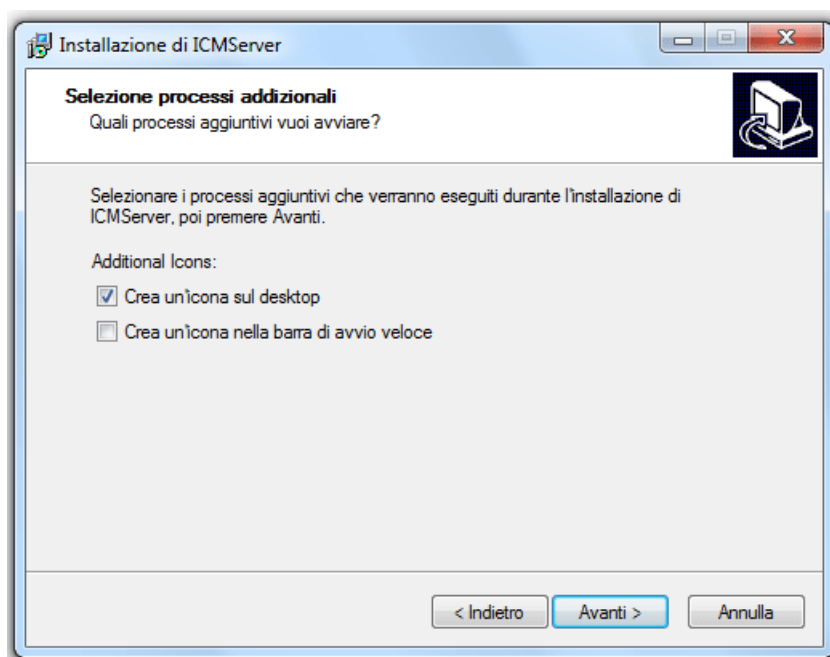 Installazione di ICMServer
Selezione processi addizionali
Quali processi aggiuntivi vuoi avviare?
Selezionare i processi aggiuntivi che verranno eseguiti durante l'installazione di
ICMServer, poi premere Avanti.
Additional Icons:
Crea un'icona sul desktop
Crea un'icona nella barra di avvio veloce
< Indietro
Avanti >
Annulla